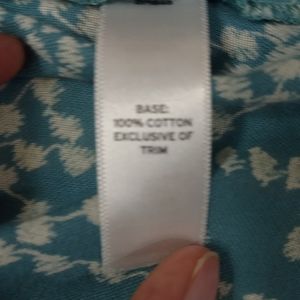 BASE:
100% COTTON
EXCLUSIVE OF
TRIM